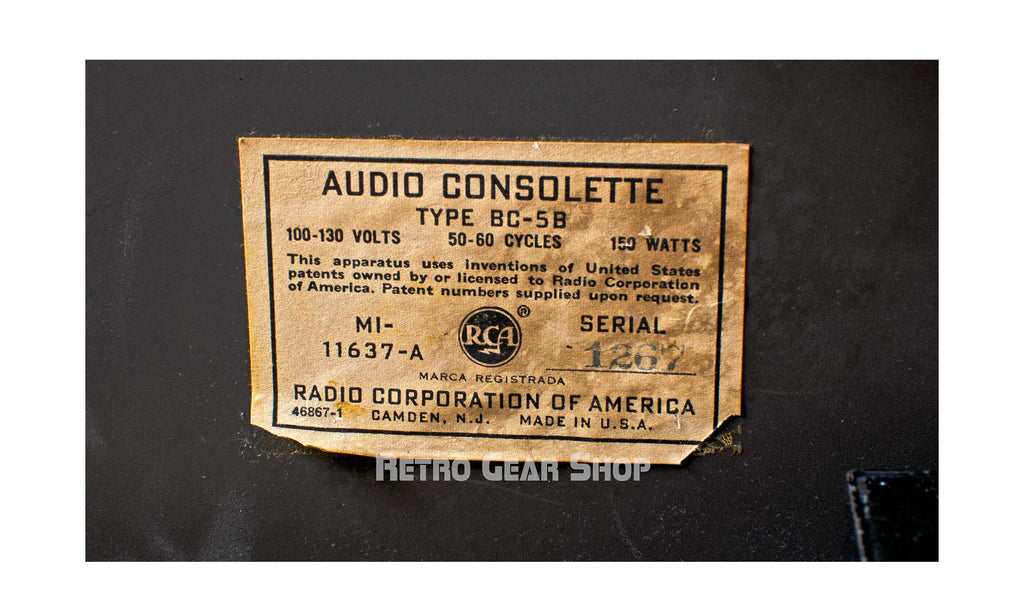 AUDIO CONSOLETTE
TYPE BC-5B
100-130 VOLTS 50-60 CYCLES 150 WATTS
This apparatus uses inventions of United States
patents owned by or licensed to Radio Corporation
of America. Patent numbers supplied upon request.
MI-
11637-A
RCA ®
SERIAL
1267
MARCA REGISTRADA
RADIO CORPORATION OF AMERICA
46867-1 CAMDEN, N.J. MADE IN U.S.A.
RETRO GEAR SHOP